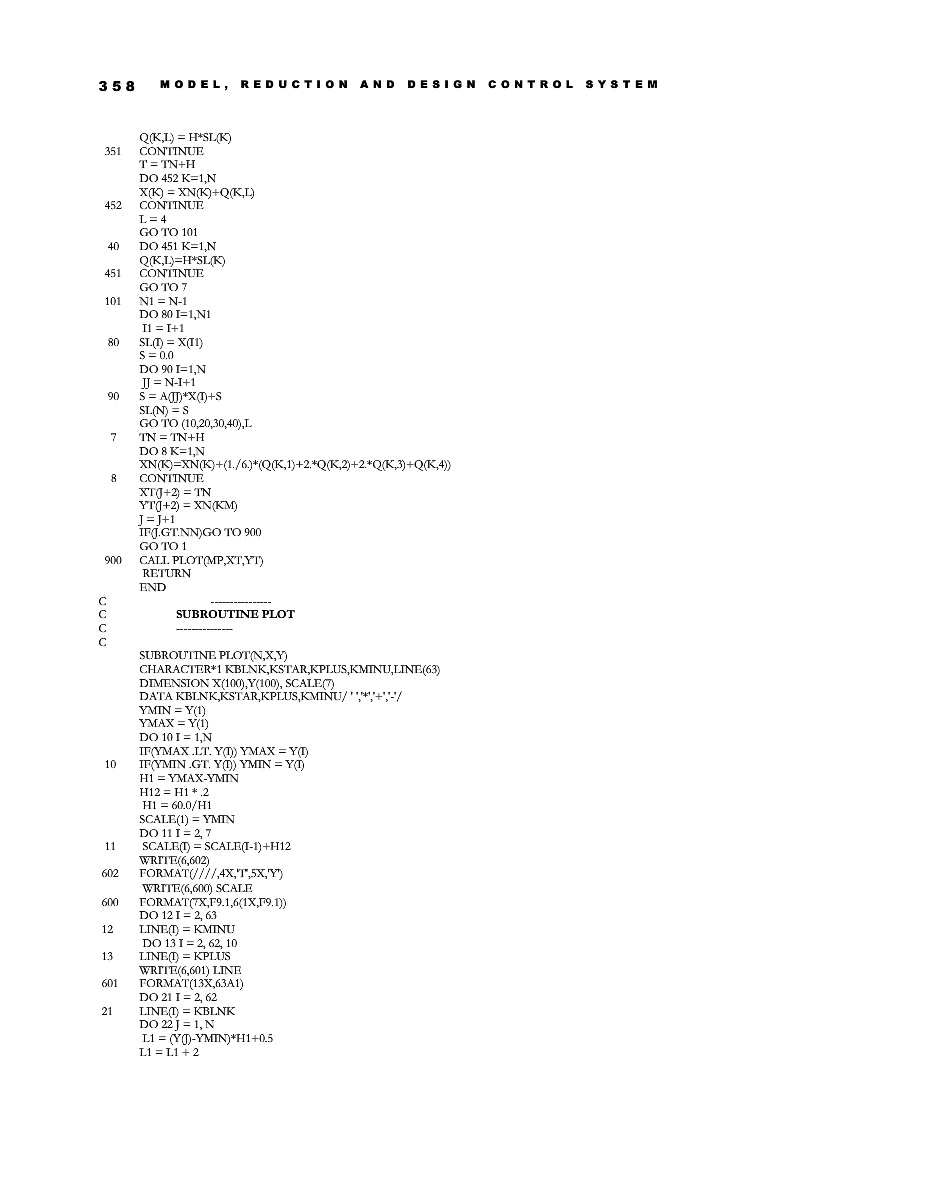 358 MODEL, REDUCTION AND DESIGN CONTROL SYSTEM
Q(K,L) = H*SL(K)
351 CONTINUE
T = TN+H
DO 452 K=1,N
X(K) = XN(K)+Q(K,L)
452 CONTINUE
L = 4
GO TO 101
40 DO 451 K=1,N
Q(K,L)=H*SL(K)
451 CONTINUE
GO TO 7
101 N1 = N-1
DO 80 I=1,N1
I1 = I+1
80 SL(I) = X(I1)
S = 0.0
DO 90 I=1,N
JJ = N-I+1
90 S = A(JJ)*X(I)+S
SL(N) = S
GO TO (10,20,30,40),L
7 TN = TN+H
DO 8 K=1,N
XN(K)=XN(K)+(1./6.)*(Q(K,1)+2.*Q(K,2)+2.*Q(K,3)+Q(K,4))
8 CONTINUE
XT(J+2) = TN
YT(J+2) = XN(KM)
J = J+1
IF(J.GT.NN)GO TO 900
GO TO 1
900 CALL PLOT(MP,XT,YT)
RETURN
END
C ----------------
C SUBROUTINE PLOT
C ---------------
C
SUBROUTINE PLOT(N,X,Y)
CHARACTER*1 KBLNK,KSTAR,KPLUS,KMINU,LINE(63)
DIMENSION X(100),Y(100), SCALE(7)
DATA KBLNK,KSTAR,KPLUS,KMINU/ ' ','*','+','-'/
YMIN = Y(1)
YMAX = Y(1)
DO 10 I = 1,N
IF(YMAX .LT. Y(I)) YMAX = Y(I)
10 IF(YMIN .GT. Y(I)) YMIN = Y(I)
H1 = YMAX-YMIN
H12 = H1 * .2
H1 = 60.0/H1
SCALE(1) = YMIN
DO 11 I = 2, 7
11 SCALE(I) = SCALE(I-1)+H12
WRITE(6,602)
602 FORMAT(////,4X,'T',5X,'Y')
WRITE(6,600) SCALE
600 FORMAT(7X,F9.1,6(1X,F9.1))
DO 12 I = 2, 63
12 LINE(I) = KMINU
DO 13 I = 2, 62, 10
13 LINE(I) = KPLUS
WRITE(6,601) LINE
601 FORMAT(13X,63A1)
DO 21 I = 2, 62
21 LINE(I) = KBLNK
DO 22 J = 1, N
L1 = (Y(J)-YMIN)*H1+0.5
L1 = L1 + 2